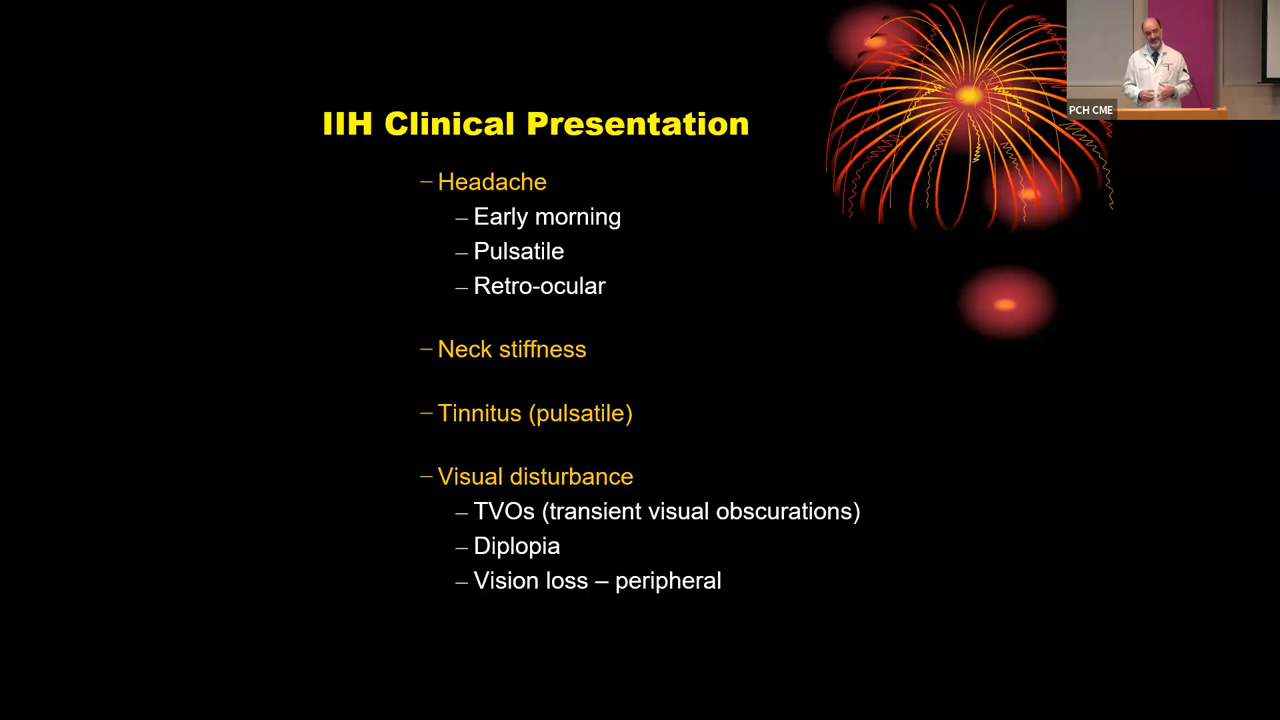 PCH CME
IIH Clinical Presentation
– Headache
– Early morning
– Pulsatile
– Retro-ocular
– Neck stiffness
– Tinnitus (pulsatile)
– Visual disturbance
– TVOs (transient visual obscurations)
– Diplopia
– Vision loss – peripheral